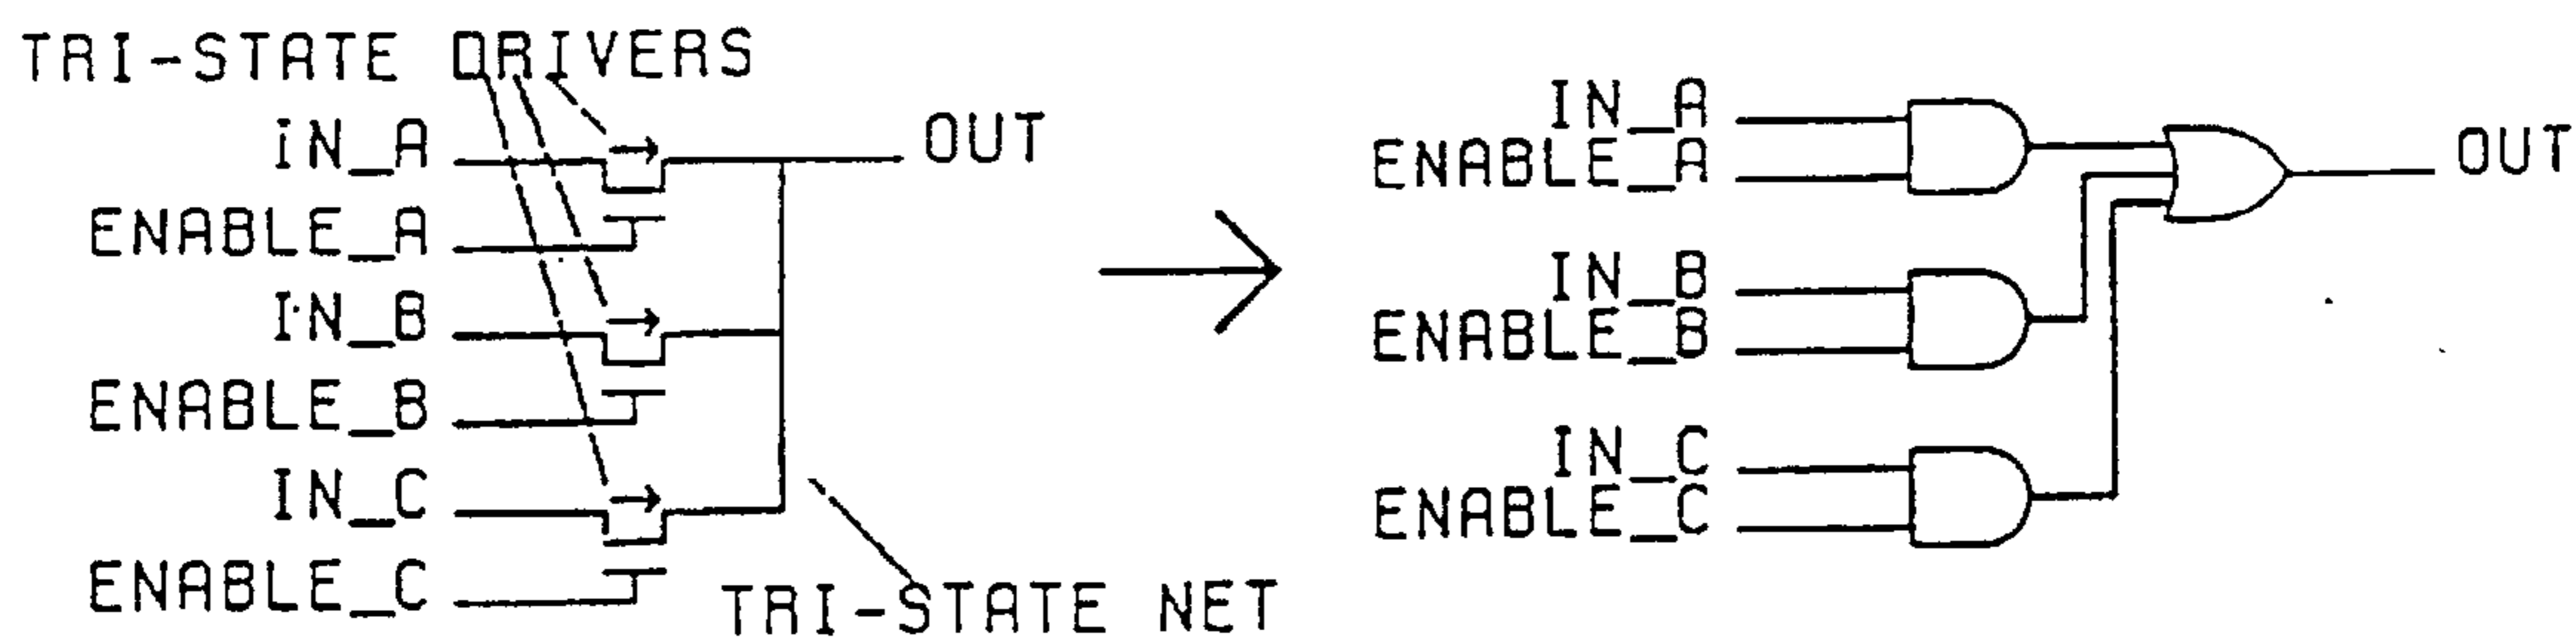 TRI-STATE DRIVERS
IN_A
OUT
ENABLE_A
IN_B
ENABLE_B
IN_C
ENABLE_C
TRI-STATE NET
IN_A
ENABLE_A
OUT
IN_B
ENABLE_B
IN_C
ENABLE_C